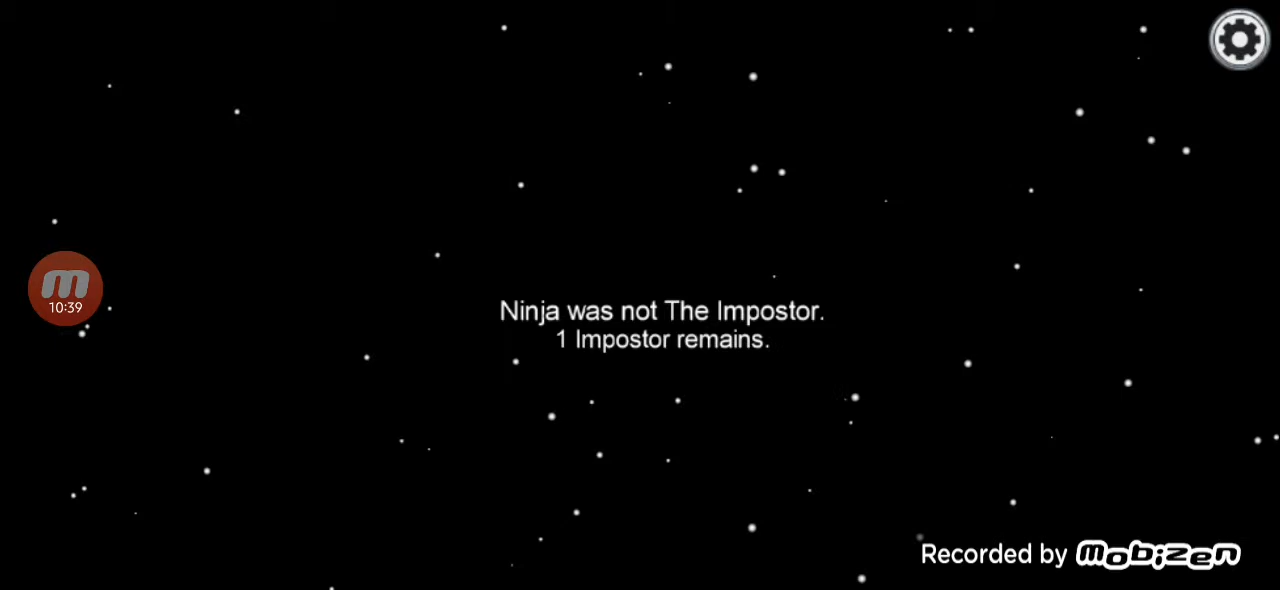 m
10:39
Ninja was not The Impostor.
1 Impostor remains.
Recorded by mobizen